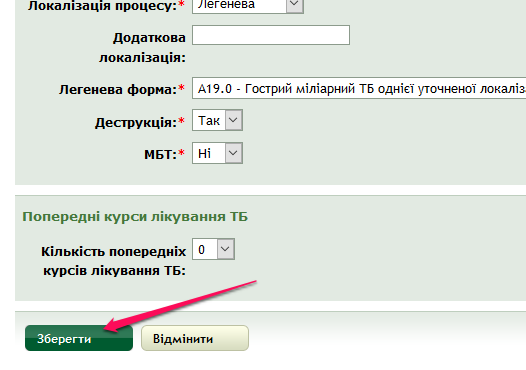 Локалізація процесу:* Легенева
Додаткова
локалізація:
Легенева форма:* A19.0 - Гострий міліарний ТБ однієї уточненої локаліз
Деструкція:* Так
МБТ:* Ні
Попередні курси лікування ТБ
Кількість попередніх 0
курсів лікування ТБ:
Зберегти Відмінити